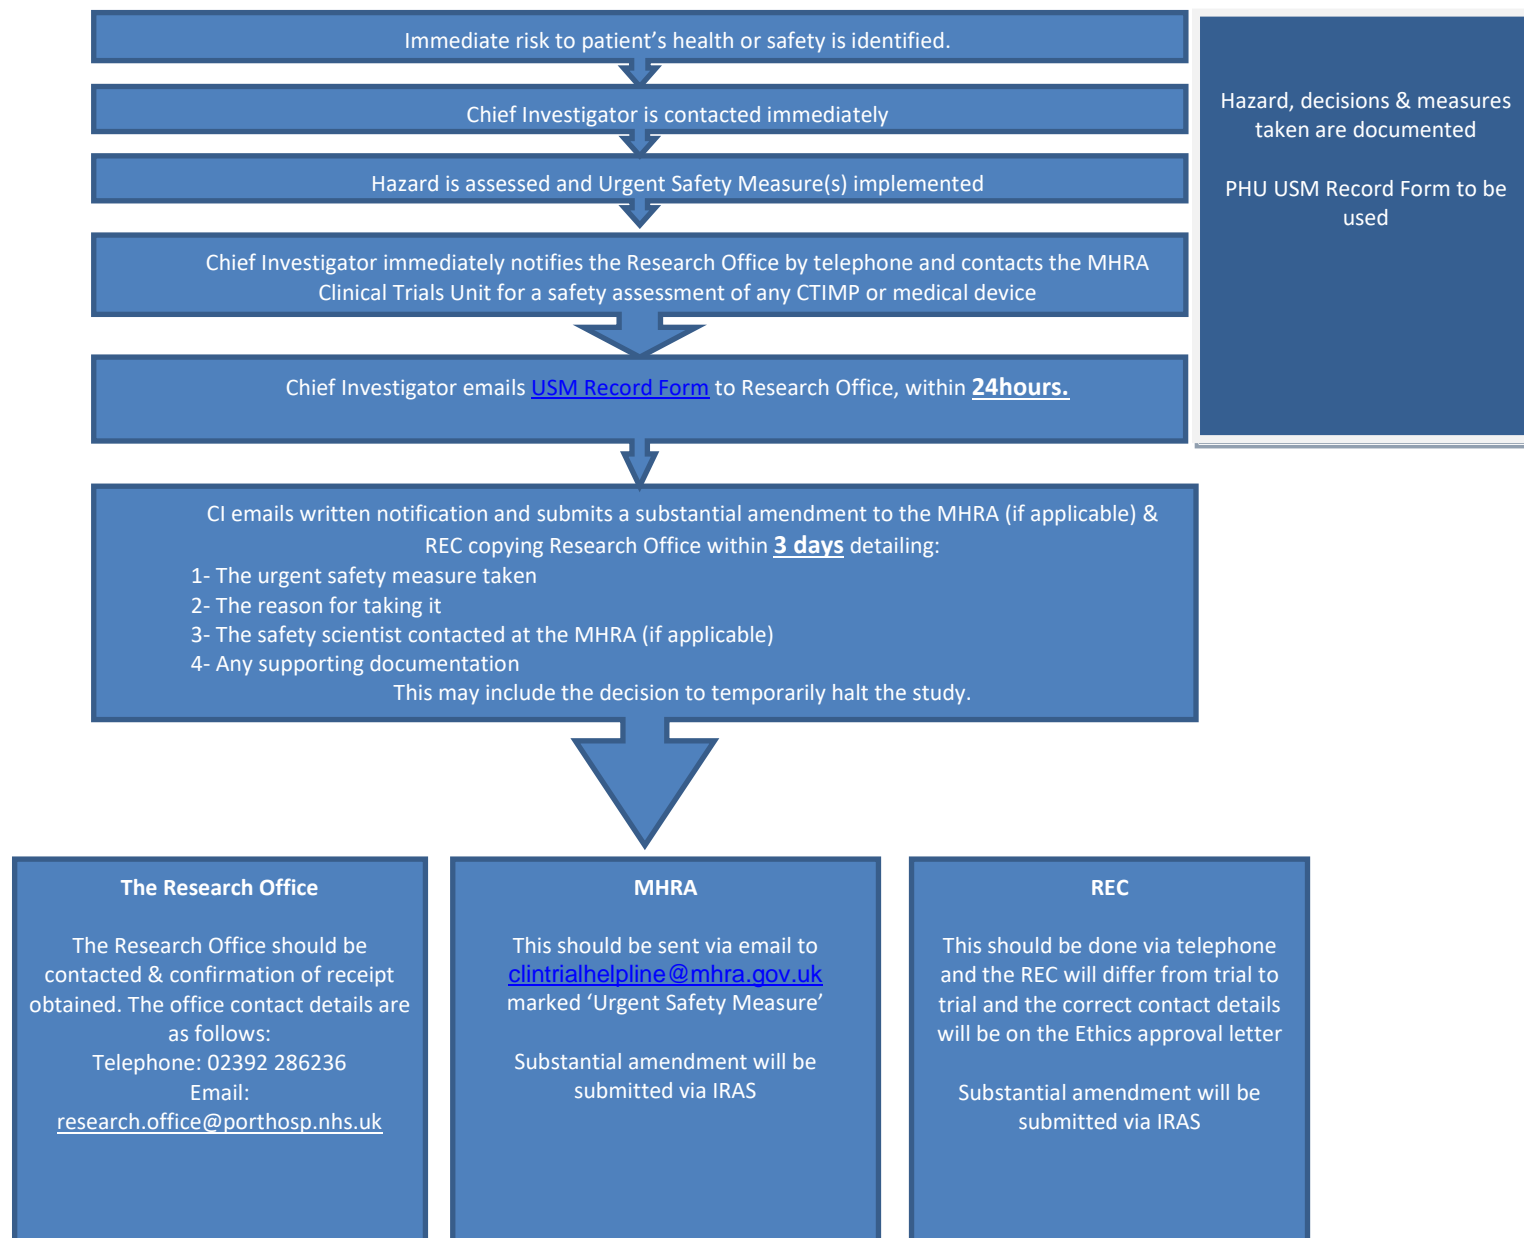 Immediate risk to patient’s health or safety is identified.
Chief Investigator is contacted immediately
Hazard is assessed and Urgent Safety Measure(s) implemented
Chief Investigator immediately notifies the Research Office by telephone and contacts the MHRA
Clinical Trials Unit for a safety assessment of any CTIMP or medical device
Chief Investigator emails USM Record Form to Research Office, within 24hours.
Hazard, decisions & measures
taken are documented
PHU USM Record Form to be
used
CI emails written notification and submits a substantial amendment to the MHRA (if applicable) &
REC copying Research Office within 3 days detailing:
1- The urgent safety measure taken
2- The reason for taking it
3- The safety scientist contacted at the MHRA (if applicable)
4- Any supporting documentation
This may include the decision to temporarily halt the study.
The Research Office
The Research Office should be
contacted & confirmation of receipt
obtained. The office contact details are
as follows:
Telephone: 02392 286236
Email:
research.office@porthosp.nhs.uk
MHRA
This should be sent via email to
clintrialhelpline@mhra.gov.uk
marked ‘Urgent Safety Measure’
Substantial amendment will be
submitted via IRAS
REC
This should be done via telephone
and the REC will differ from trial to
trial and the correct contact details
will be on the Ethics approval letter
Substantial amendment will be
submitted via IRAS